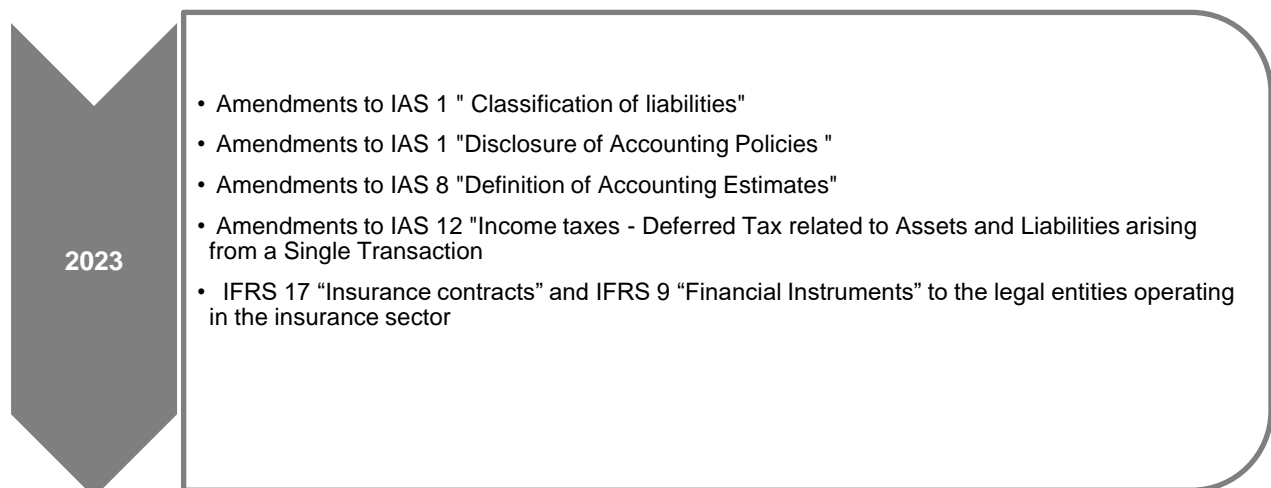 2023
• Amendments to IAS 1 " Classification of liabilities"
• Amendments to IAS 1 "Disclosure of Accounting Policies "
• Amendments to IAS 8 "Definition of Accounting Estimates"
• Amendments to IAS 12 "Income taxes - Deferred Tax related to Assets and Liabilities arising
from a Single Transaction
• IFRS 17 “Insurance contracts” and IFRS 9 “Financial Instruments” to the legal entities operating
in the insurance sector